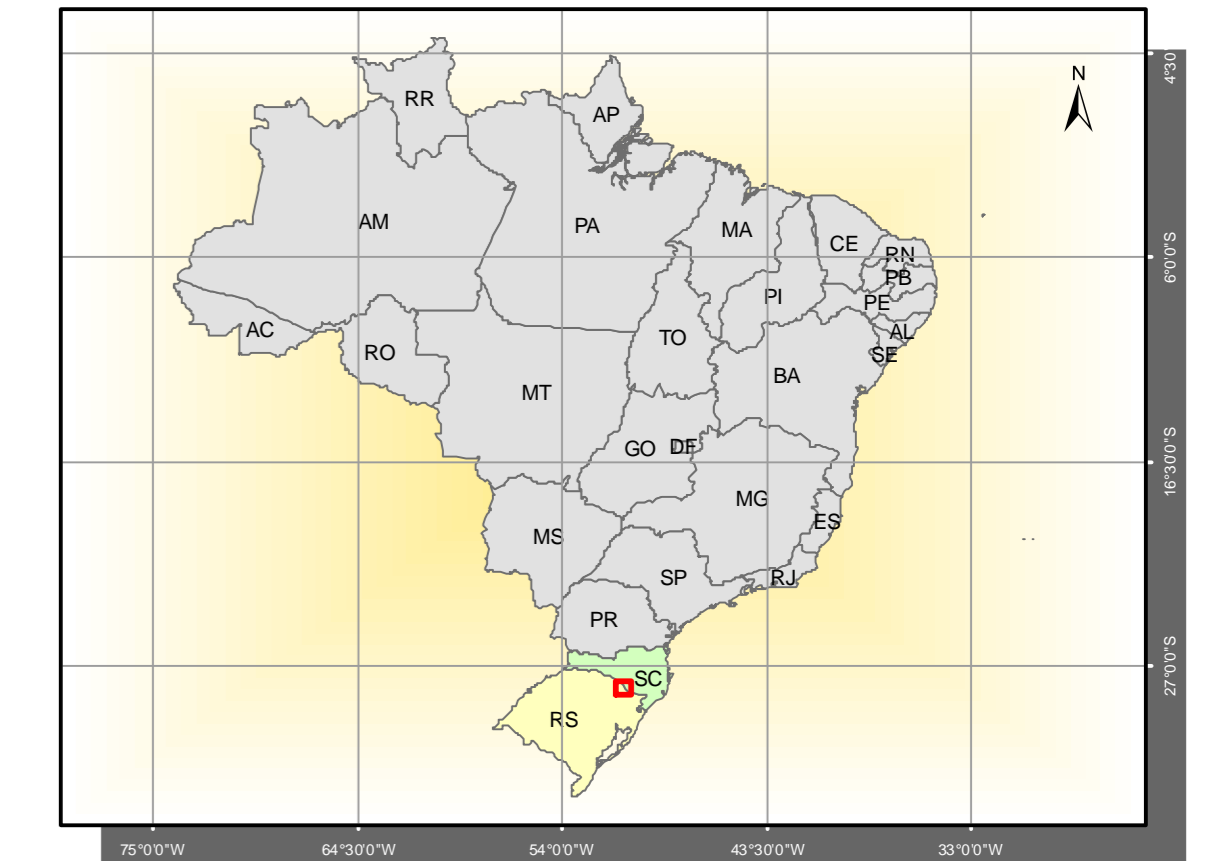 4°30
N
RR
AP
AM
PA
MA
CE
RN
6°0'0"S
PB
PI
PE
AC
TO
AL
RO
SE
BA
MT
GO
DF
16°30'0"S
MG
MS
ES
SP
RJ
PR
27°0'0"S
SC
RS
75°0'0"W
64°30'0"W
54°0'0"W
43°30'0"W
33°0'0"W